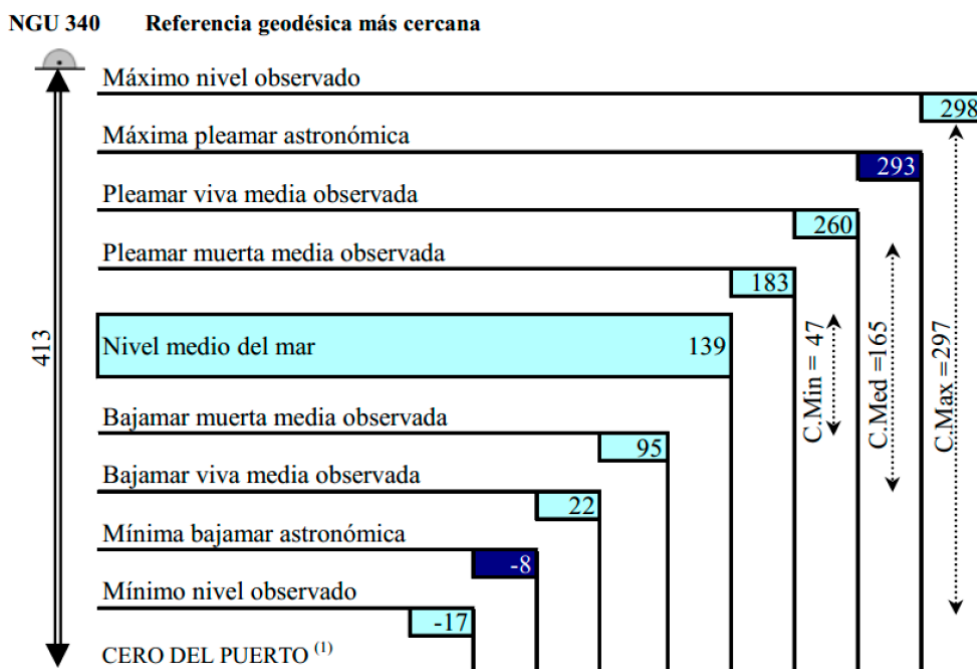 NGU 340 Referencia geodésica más cercana
Máximo nivel observado
298
Máxima pleamar astronómica
293
Pleamar viva media observada
260
Pleamar muerta media observada
183
413
Nivel medio del mar 139
C.Min = 47
C.Med =165
C.Max =297
Bajamar muerta media observada
95
Bajamar viva media observada
22
Mínima bajamar astronómica
-8
Mínimo nivel observado
-17
CERO DEL PUERTO (1)